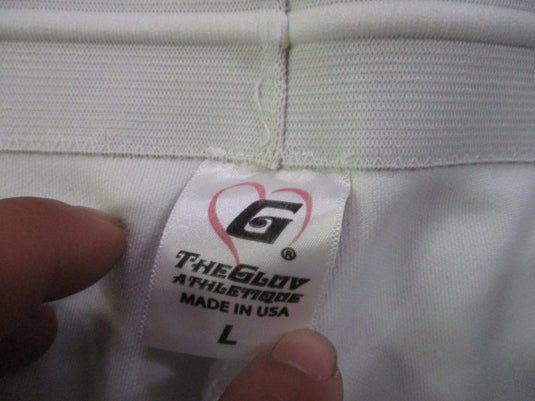 G®
THEGLOV
ATHLETIQUE
MADE IN USA
L